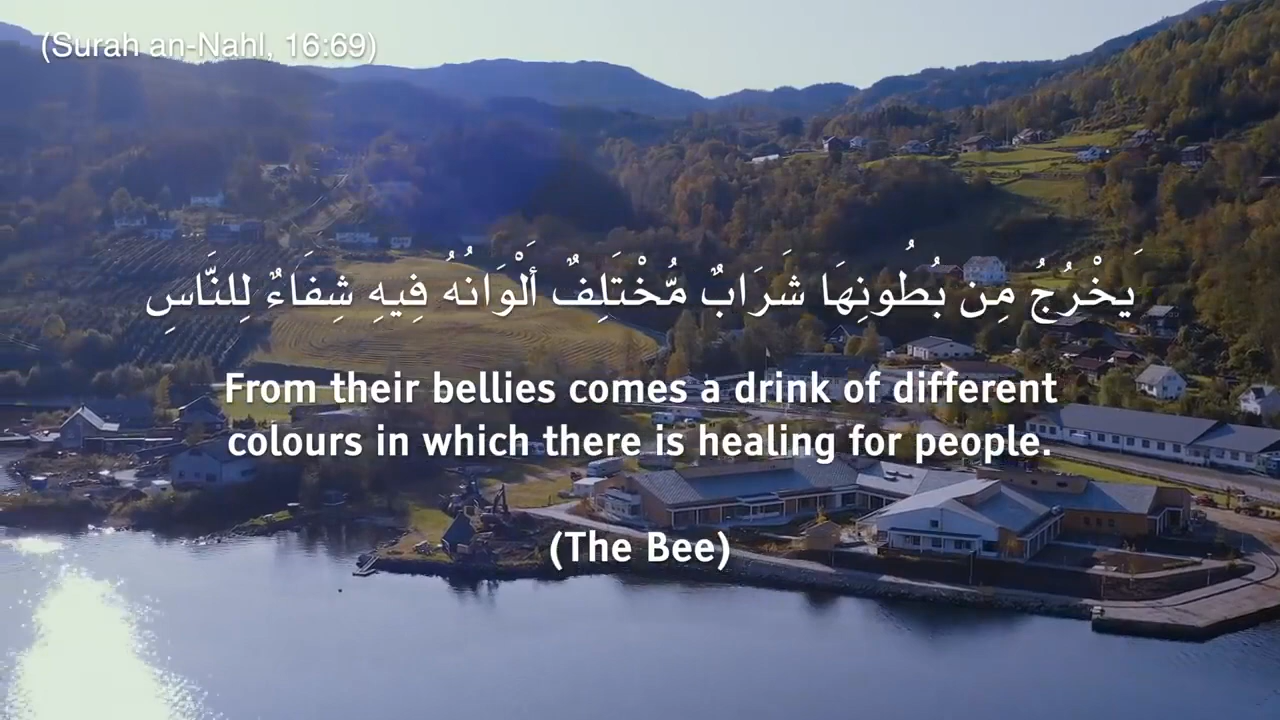 (Surah an-Nahl, 16:69)
يَخْرُجُ مِن بُطُونِهَا شَرَابٌ مُّخْتَلِفٌ أَلْوَانُهُ فِيهِ شِفَاءٌ لِلنَّاسِ
From their bellies comes a drink of different
colours in which there is healing for people.
(The Bee)